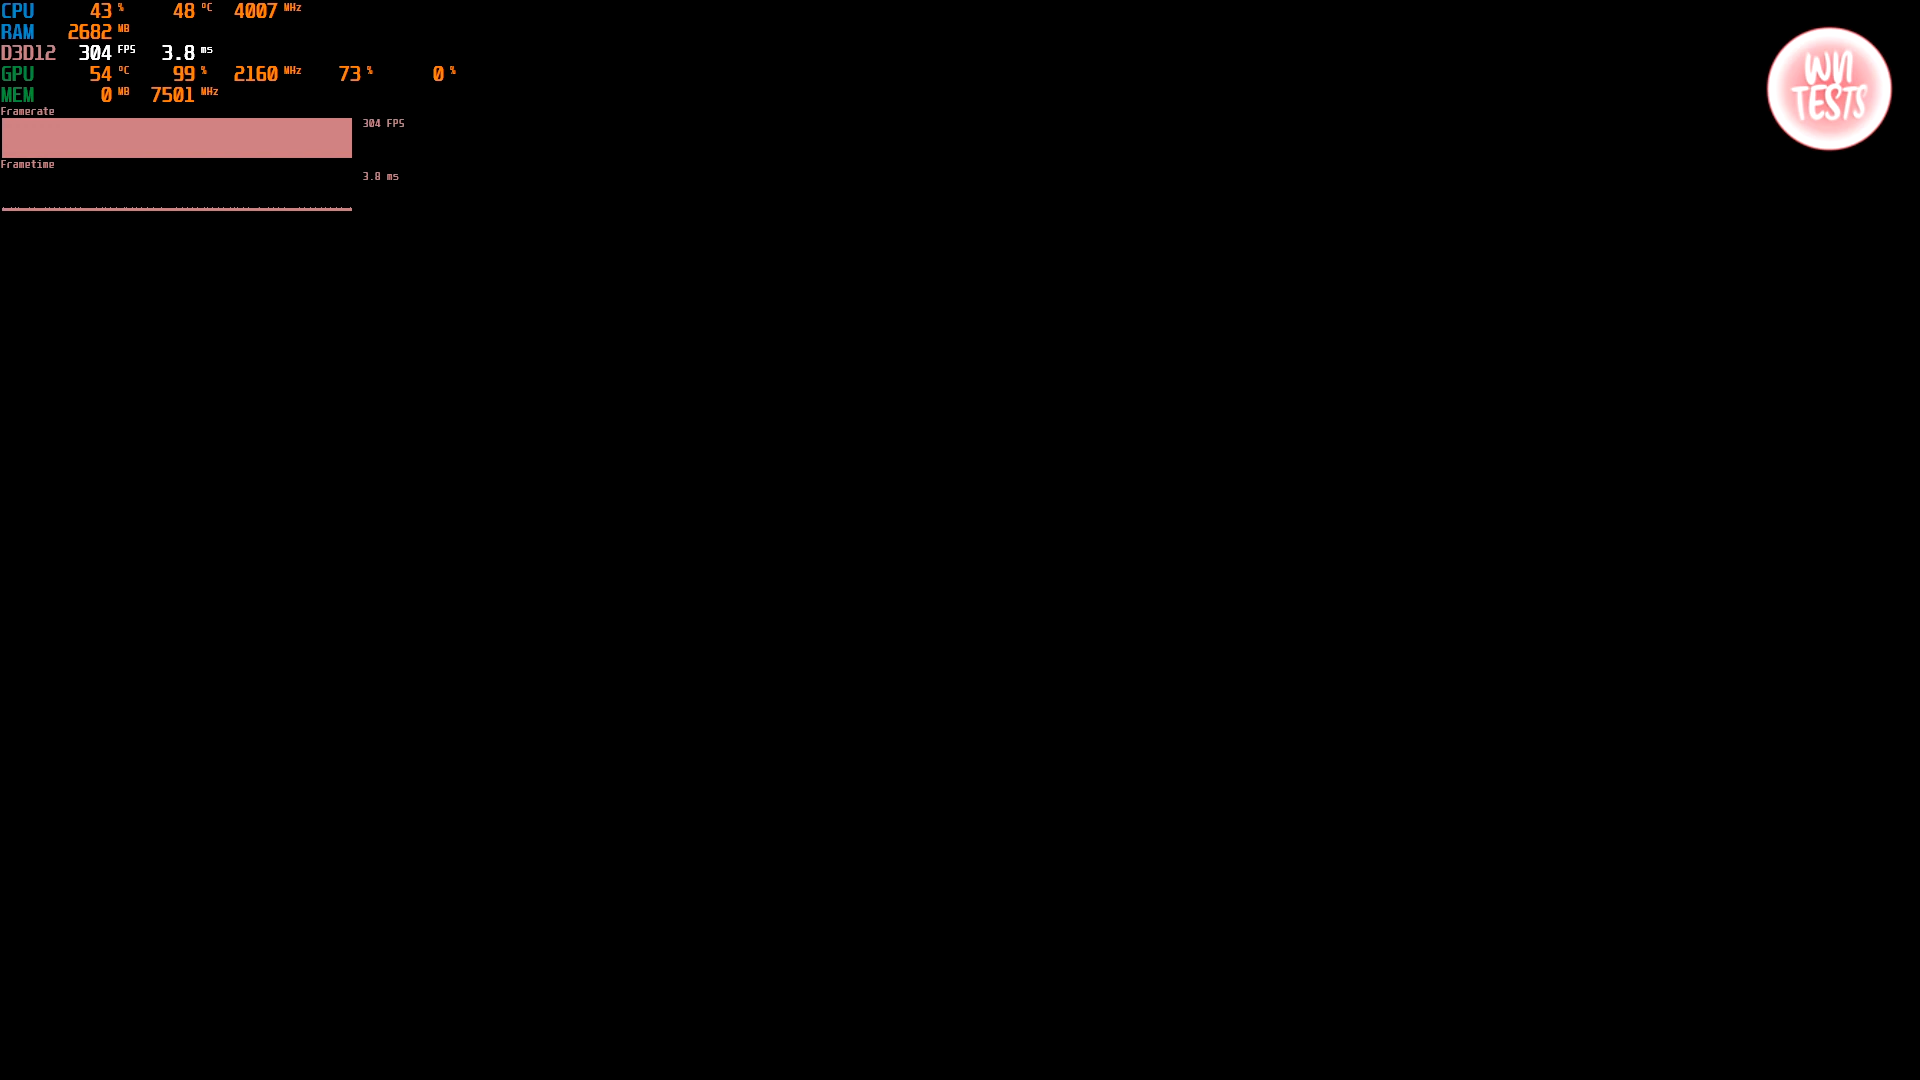 CPU 43 % 48 °C 4007 MHz
RAM 2682 MB
D3D12 304 FPS 3.8 ms
GPU 54 °C 99 % 2160 MHz 73 % 0 %
MEM 0 MB 7501 MHz
Framerate
304 FPS
Frametime
3.8 ms
WN
TESTS